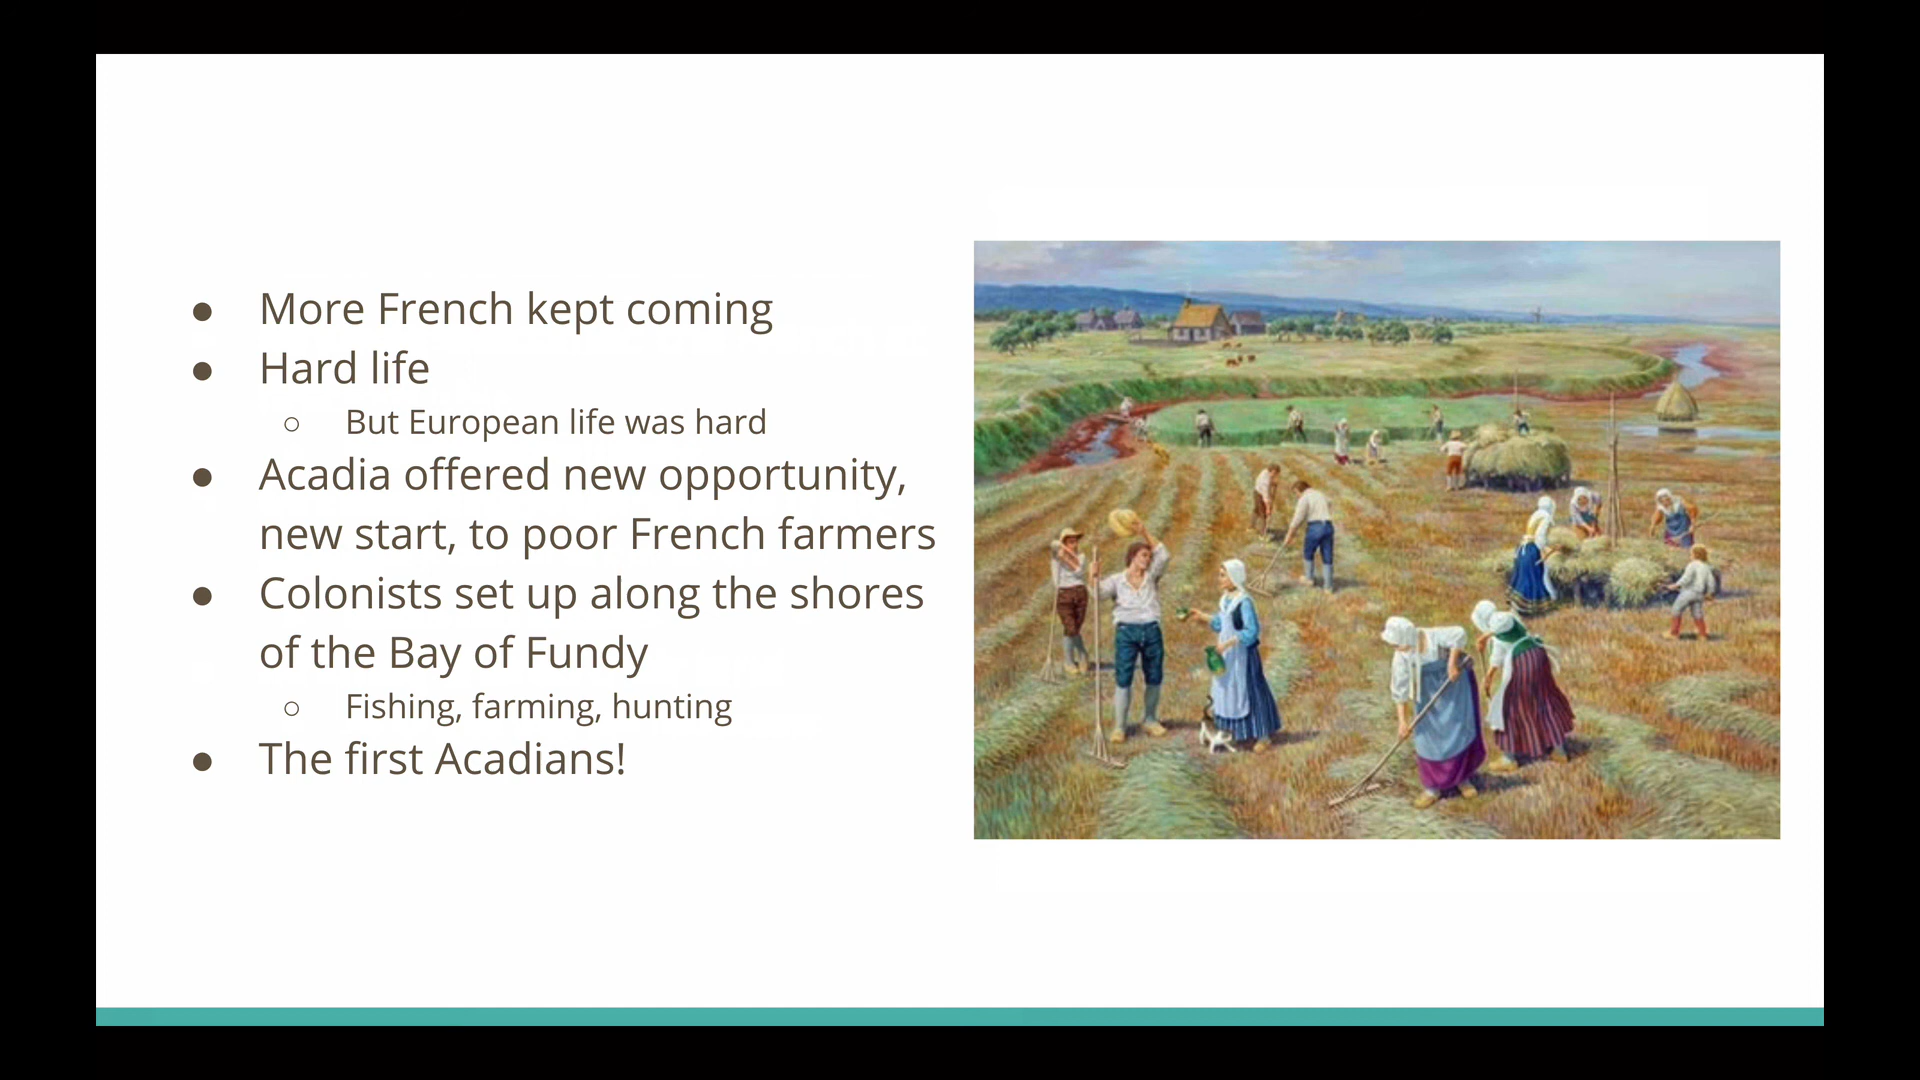 ● More French kept coming
● Hard life
○ But European life was hard
● Acadia offered new opportunity,
new start, to poor French farmers
● Colonists set up along the shores
of the Bay of Fundy
○ Fishing, farming, hunting
● The first Acadians!